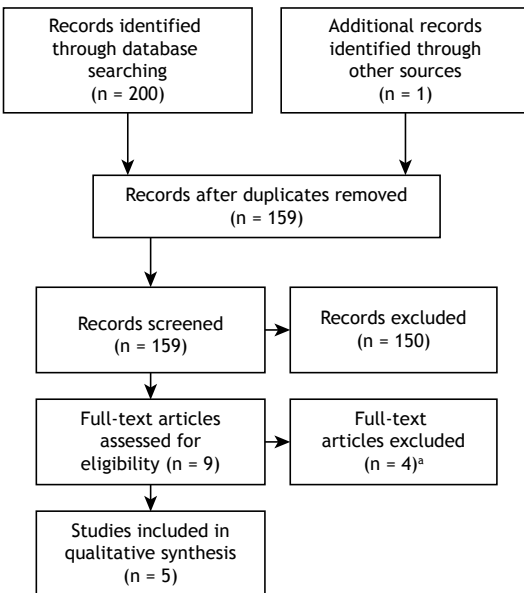 Records identified
through database
searching
(n = 200)
Additional records
identified through
other sources
(n = 1)
Records after duplicates removed
(n = 159)
Records screened
(n = 159)
Records excluded
(n = 150)
Full-text articles
assessed for
eligibility (n = 9)
Full-text
articles excluded
(n = 4)ᵃ
Studies included in
qualitative synthesis
(n = 5)